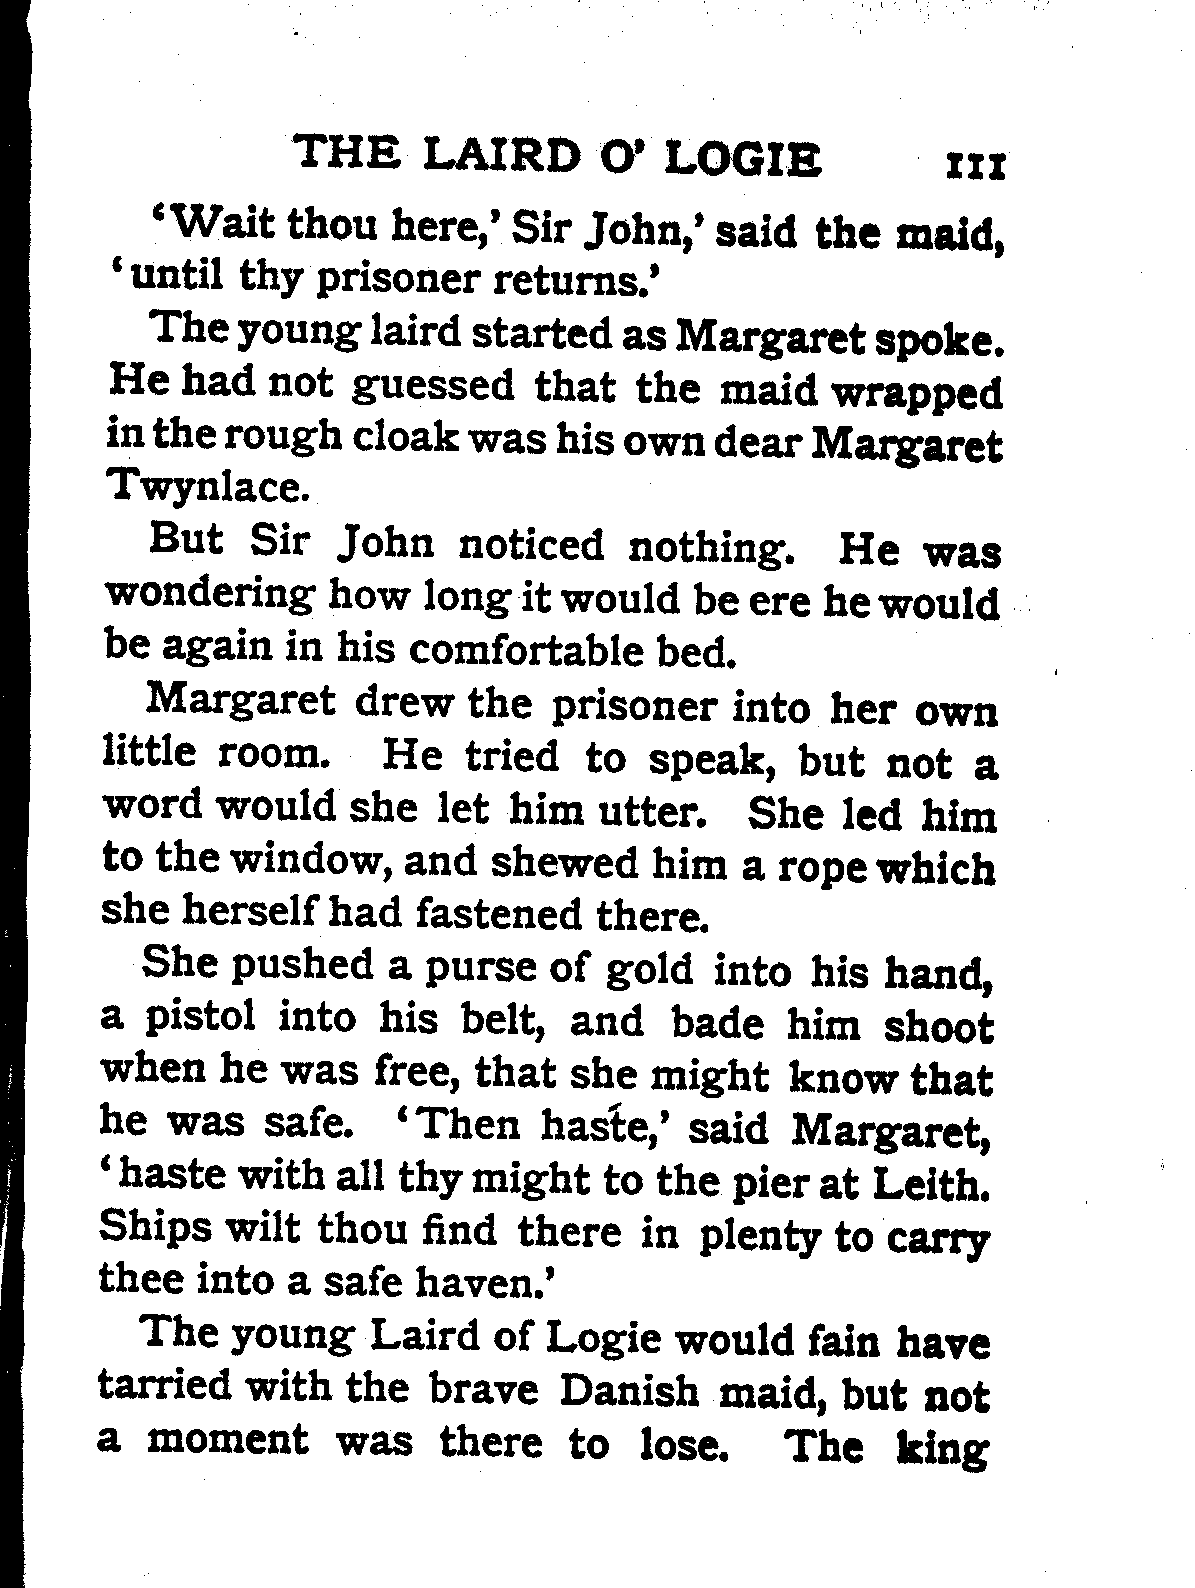 THE LAIRD O' LOGIE 111
‘Wait thou here,’ Sir John,’ said the maid,
‘until thy prisoner returns.’
The young laird started as Margaret spoke.
He had not guessed that the maid wrapped
in the rough cloak was his own dear Margaret
Twynlace.
But Sir John noticed nothing. He was
wondering how long it would be ere he would
be again in his comfortable bed.
Margaret drew the prisoner into her own
little room. He tried to speak, but not a
word would she let him utter. She led him
to the window, and shewed him a rope which
she herself had fastened there.
She pushed a purse of gold into his hand,
a pistol into his belt, and bade him shoot
when he was free, that she might know that
he was safe. ‘Then haste,’ said Margaret,
‘haste with all thy might to the pier at Leith.
Ships wilt thou find there in plenty to carry
thee into a safe haven.’
The young Laird of Logie would fain have
tarried with the brave Danish maid, but not
a moment was there to lose. The king